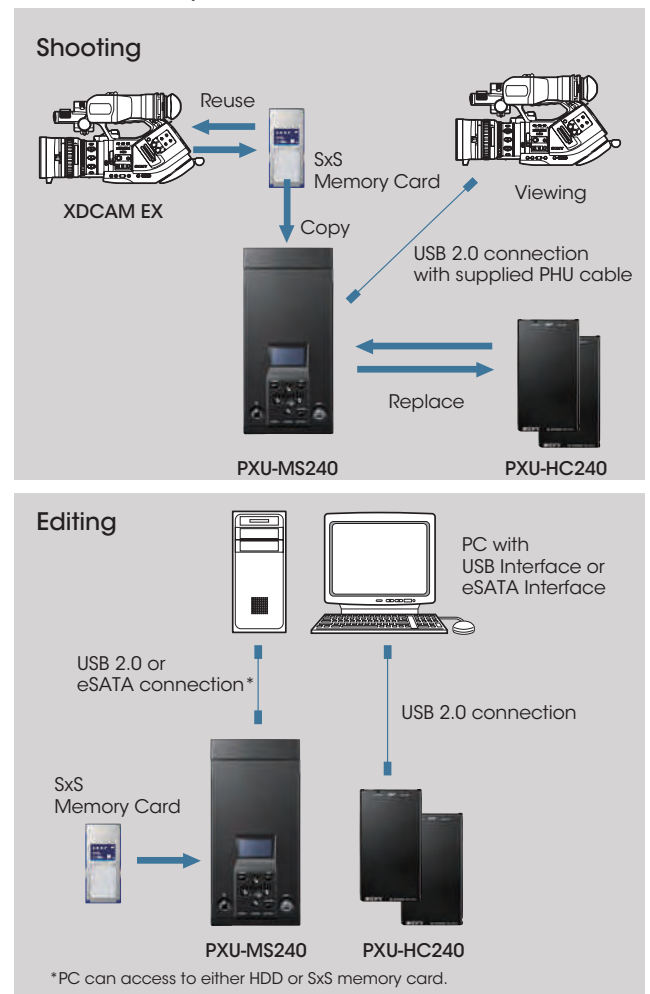 Shooting
Reuse
SxS
Memory Card
XDCAM EX
Viewing
Copy
USB 2.0 connection
with supplied PHU cable
Replace
PXU-MS240
PXU-HC240
Editing
PC with
USB Interface or
eSATA Interface
USB 2.0 or
eSATA connection*
USB 2.0 connection
SxS
Memory Card
PXU-MS240
PXU-HC240
*PC can access to either HDD or SxS memory card.